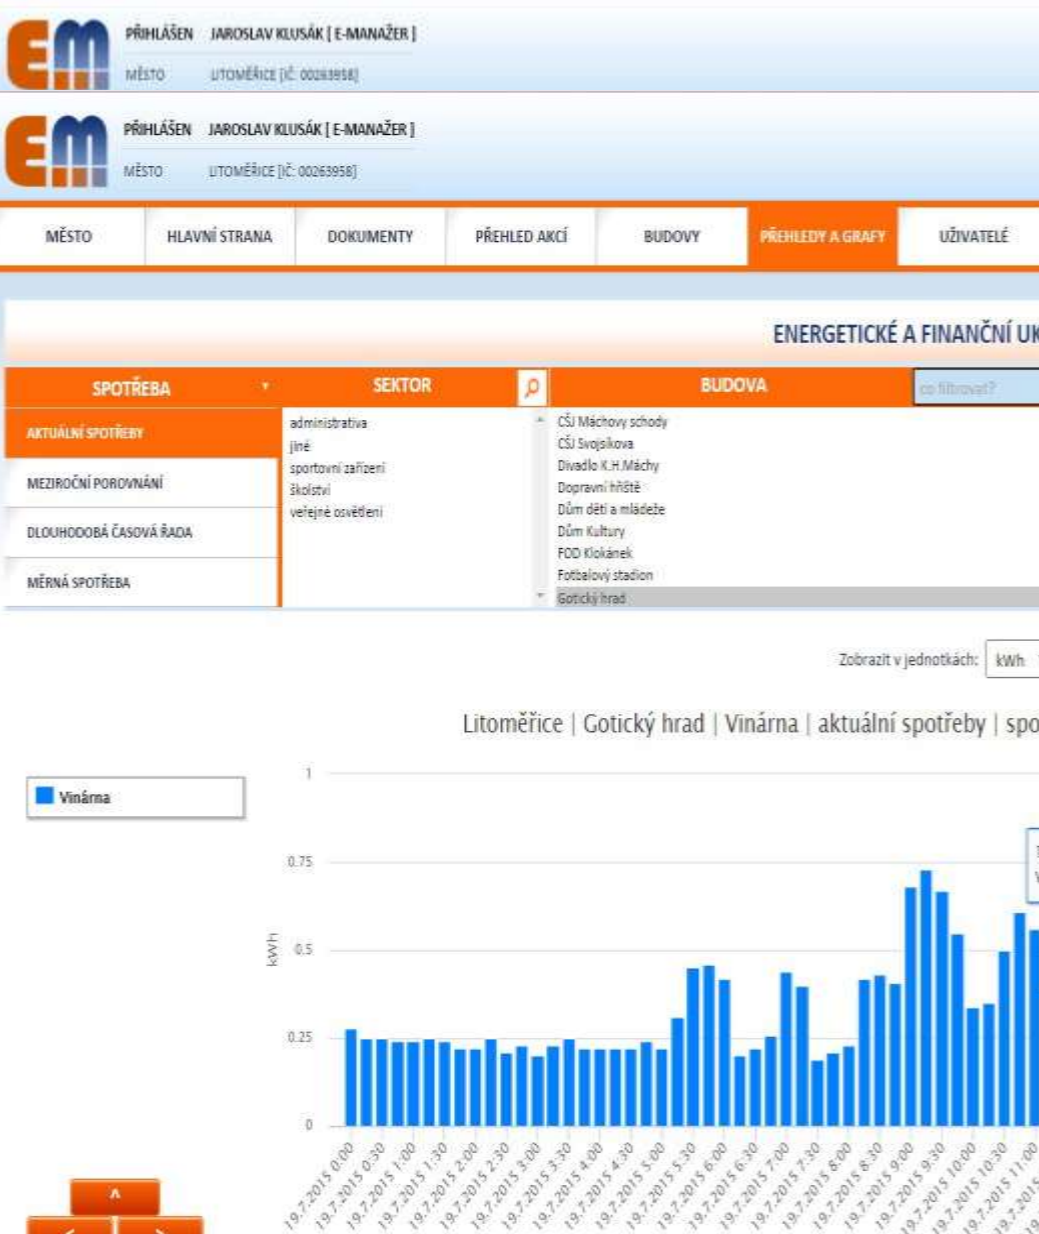 EM
PŘIHLÁŠEN JAROSLAV KLUSÁK [ E-MANAŽER ]
MĚSTO LITOMĚŘICE [IČ: 00263958]
EM
PŘIHLÁŠEN JAROSLAV KLUSÁK [ E-MANAŽER ]
MĚSTO LITOMĚŘICE [IČ: 00263958]
MĚSTO HLAVNÍ STRANA DOKUMENTY PŘEHLED AKCÍ BUDOVY PŘEHLEDY A GRAFY UŽIVATELÉ
ENERGETICKÉ A FINANČNÍ UK
SPOTŘEBA SEKTOR BUDOVA co filtrovat?
AKTUÁLNÍ SPOTŘEBY
MEZIROČNÍ POROVNÁNÍ
DLOUHODOBÁ ČASOVÁ ŘADA
MĚRNÁ SPOTŘEBA
administrativa
jiné
sportovní zařízení
školství
veřejné osvětlení
CŠJ Máchovy schody
CŠJ Svojsíkova
Divadlo K.H.Máchy
Dopravní hřiště
Dům dětí a mládeže
Dům Kultury
FOD Klokánek
Fotbalový stadion
Gotický hrad
Zobrazit v jednotkách: kWh
Litoměřice | Gotický hrad | Vinárna | aktuální spotřeby | spo
Vinárna
1
0.75
0.5
0.25
0
kWh
19.7.2015 0:00
19.7.2015 0:30
19.7.2015 1:00
19.7.2015 1:30
19.7.2015 2:00
19.7.2015 2:30
19.7.2015 3:00
19.7.2015 3:30
19.7.2015 4:00
19.7.2015 4:30
19.7.2015 5:00
19.7.2015 5:30
19.7.2015 6:00
19.7.2015 6:30
19.7.2015 7:00
19.7.2015 7:30
19.7.2015 8:00
19.7.2015 8:30
19.7.2015 9:00
19.7.2015 9:30
19.7.2015 10:00
19.7.2015 10:30
19.7.2015 11:00
19.7.2015